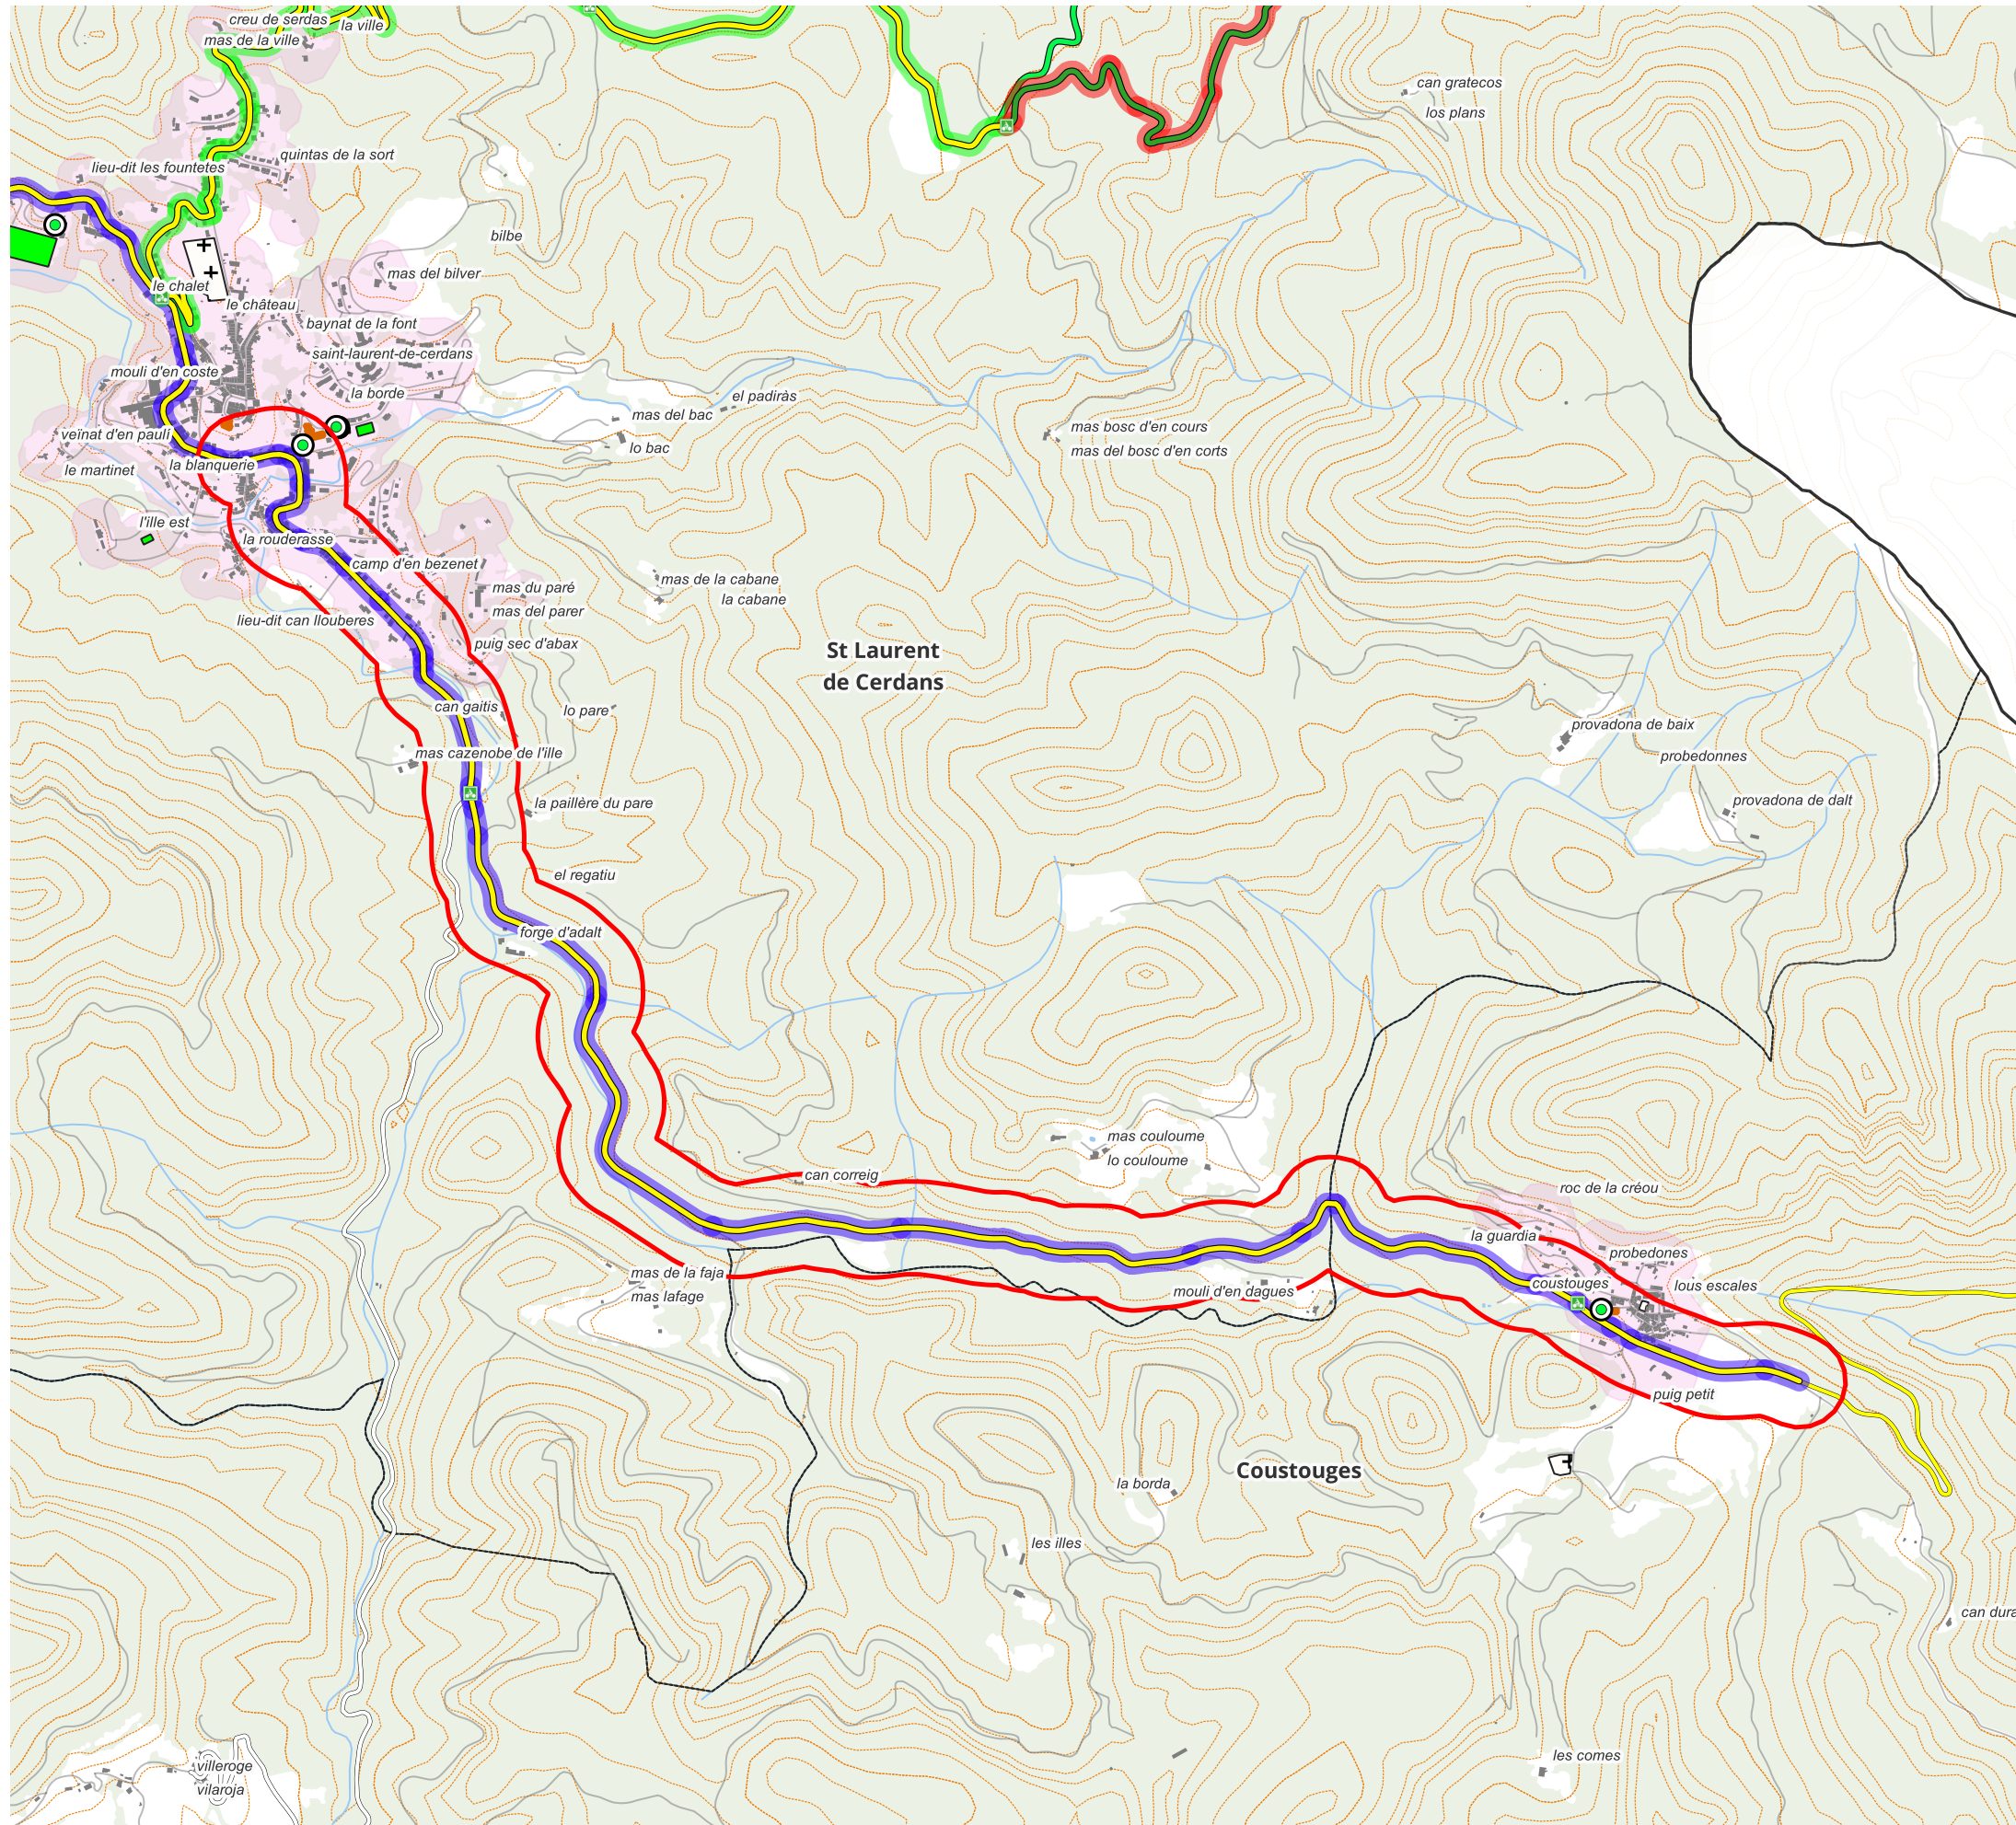 creu de serdas
la ville
mas de la ville
can gratecos
los plans
quintas de la sort
lieu-dit les fountetes
bilbe
mas del bilver
le chalet
le château
baynat de la font
saint-laurent-de-cerdans
mouli d'en coste
la borde
el padiràs
mas del bac
mas bosc d'en cours
veïnat d'en paulí
lo bac
mas del bosc d'en corts
la blanquerie
le martinet
l'ille est
la rouderasse
camp d'en bezenet
mas de la cabane
mas du paré
la cabane
mas del parer
lieu-dit can llouberes
puig sec d'abax
St Laurent
de Cerdans
can gaitis
lo pare
provadona de baix
mas cazenobe de l'ille
probedonnes
la paillère du pare
provadona de dalt
el regatiu
forge d'adalt
mas couloume
lo couloume
can correig
roc de la créou
la guardia
probedones
mas de la faja
coustouges
lous escales
mas lafage
mouli d'en dagues
puig petit
Coustouges
la borda
les illes
can dura
les comes
villeroge
vilaroja